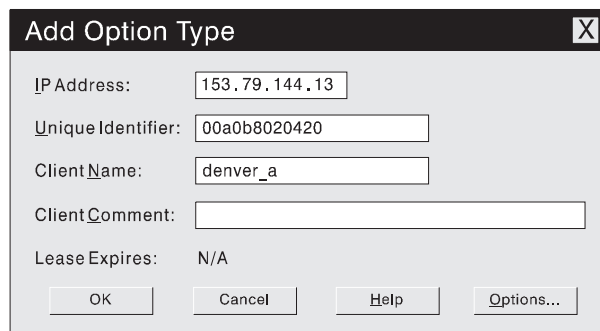 Add Option Type X
IP Address: 153.79.144.13
Unique Identifier: 00a0b8020420
Client Name: denver_a
Client Comment:
Lease Expires: N/A
OK Cancel Help Options...